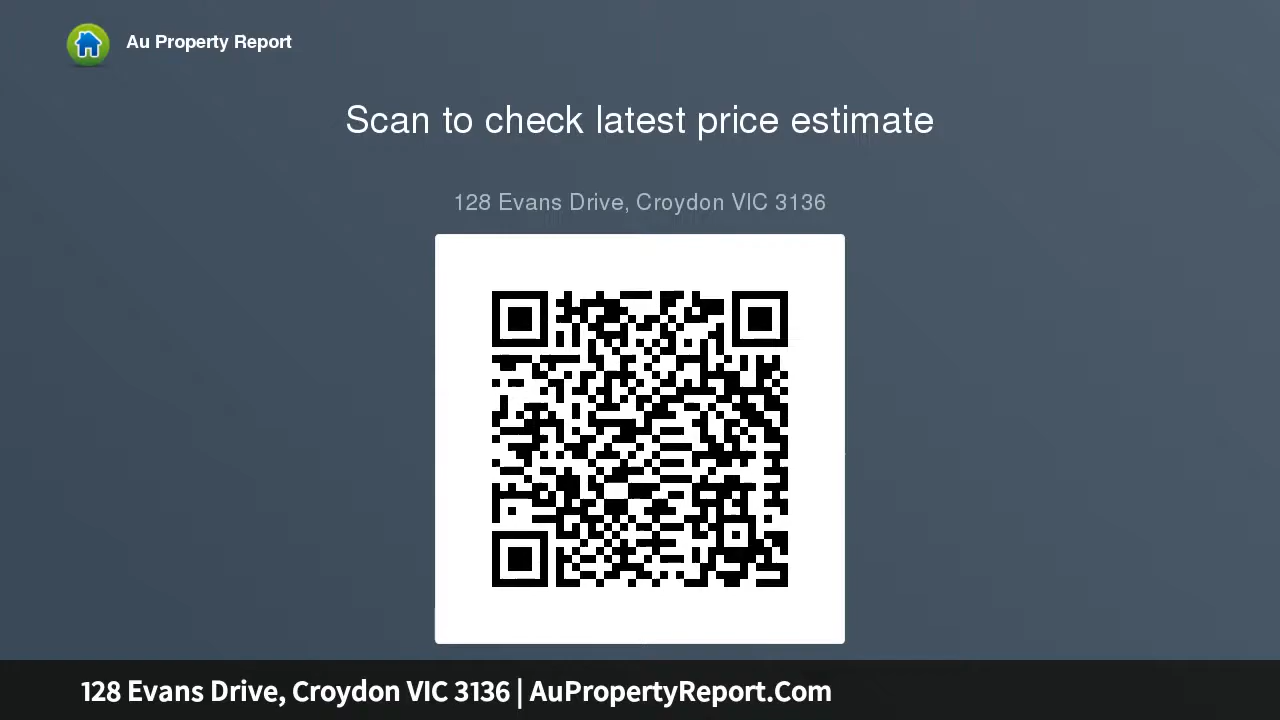 Au Property Report
Scan to check latest price estimate
128 Evans Drive, Croydon VIC 3136
128 Evans Drive, Croydon VIC 3136 | AuPropertyReport.Com